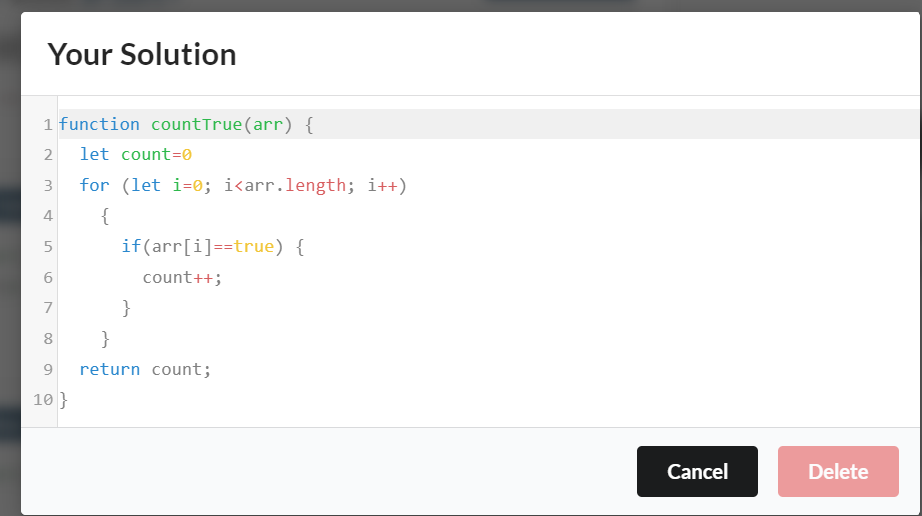 Your Solution
1 function countTrue(arr) {
2   let count=0
3   for (let i=0; i<arr.length; i++)
4     {
5       if(arr[i]==true) {
6         count++;
7       }
8     }
9   return count;
10 }
Cancel Delete